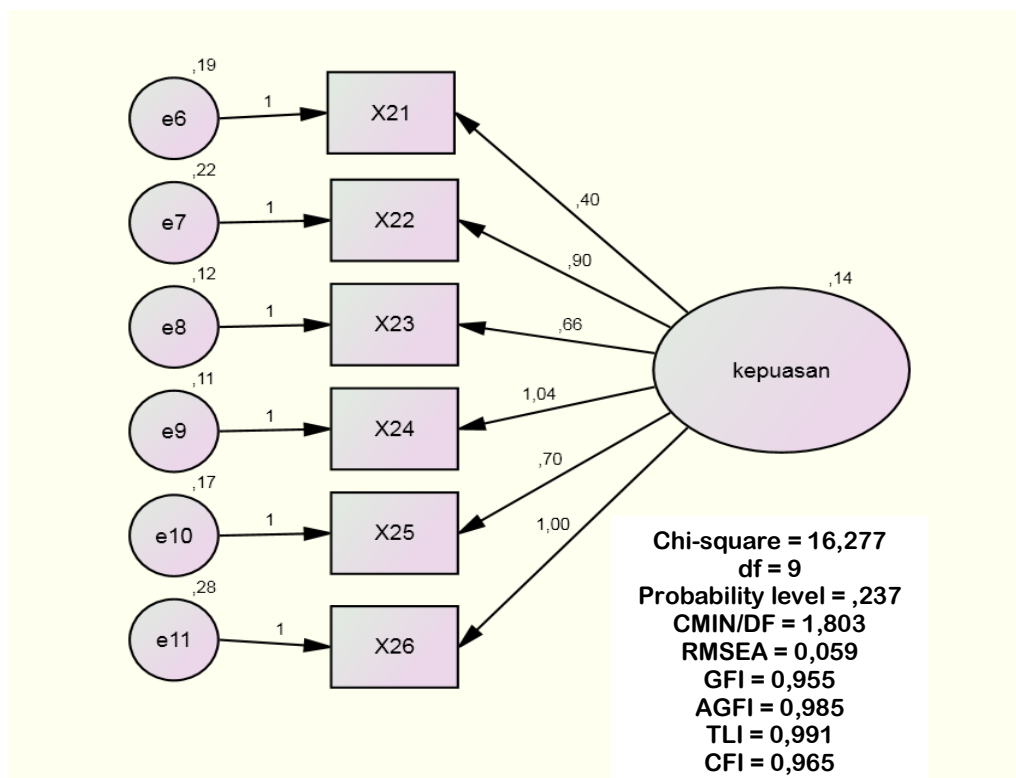 ,19
e6
1
X21
,22
e7
1
X22
,12
e8
1
X23
,11
e9
1
X24
,17
e10
1
X25
,28
e11
1
X26
,40
,90
,66
1,04
,70
1,00
,14
kepuasan
Chi-square = 16,277
df = 9
Probability level = ,237
CMIN/DF = 1,803
RMSEA = 0,059
GFI = 0,955
AGFI = 0,985
TLI = 0,991
CFI = 0,965